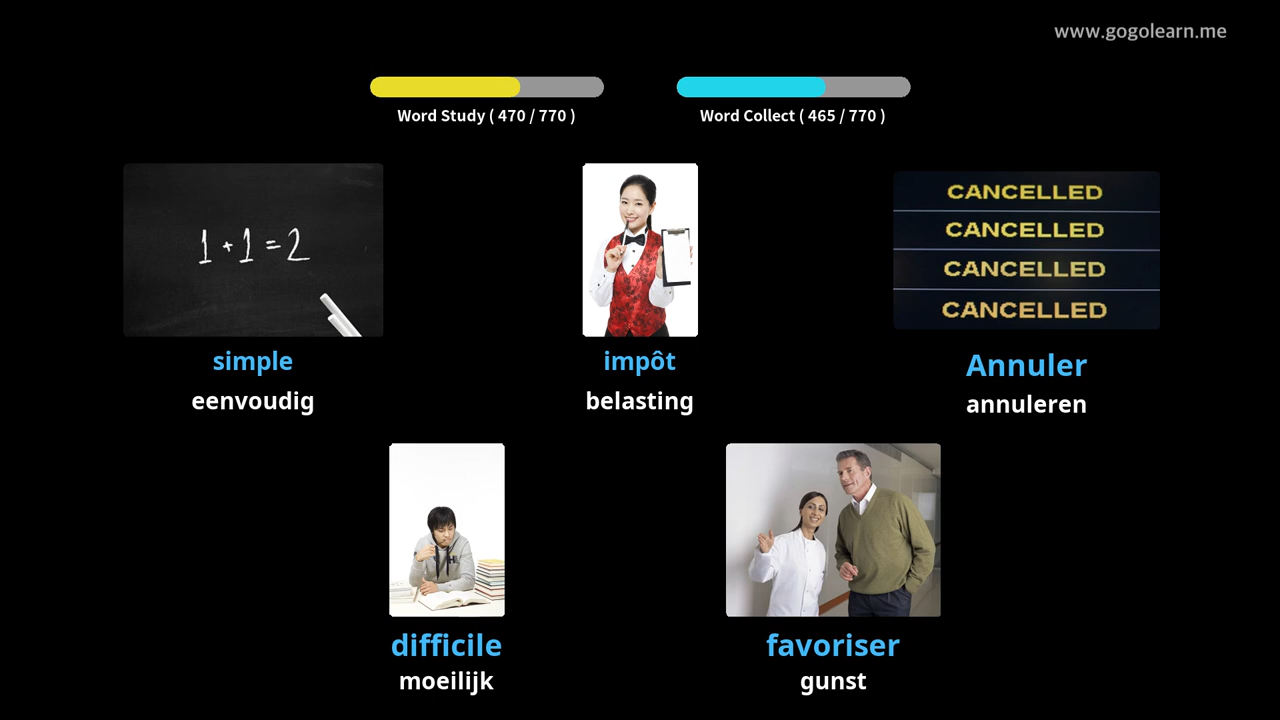 www.gogolearn.me
Word Study ( 470 / 770 )
Word Collect ( 465 / 770 )
1 + 1 = 2
CANCELLED
CANCELLED
CANCELLED
CANCELLED
simple
eenvoudig
impôt
belasting
Annuler
annuleren
difficile
moeilijk
favoriser
gunst